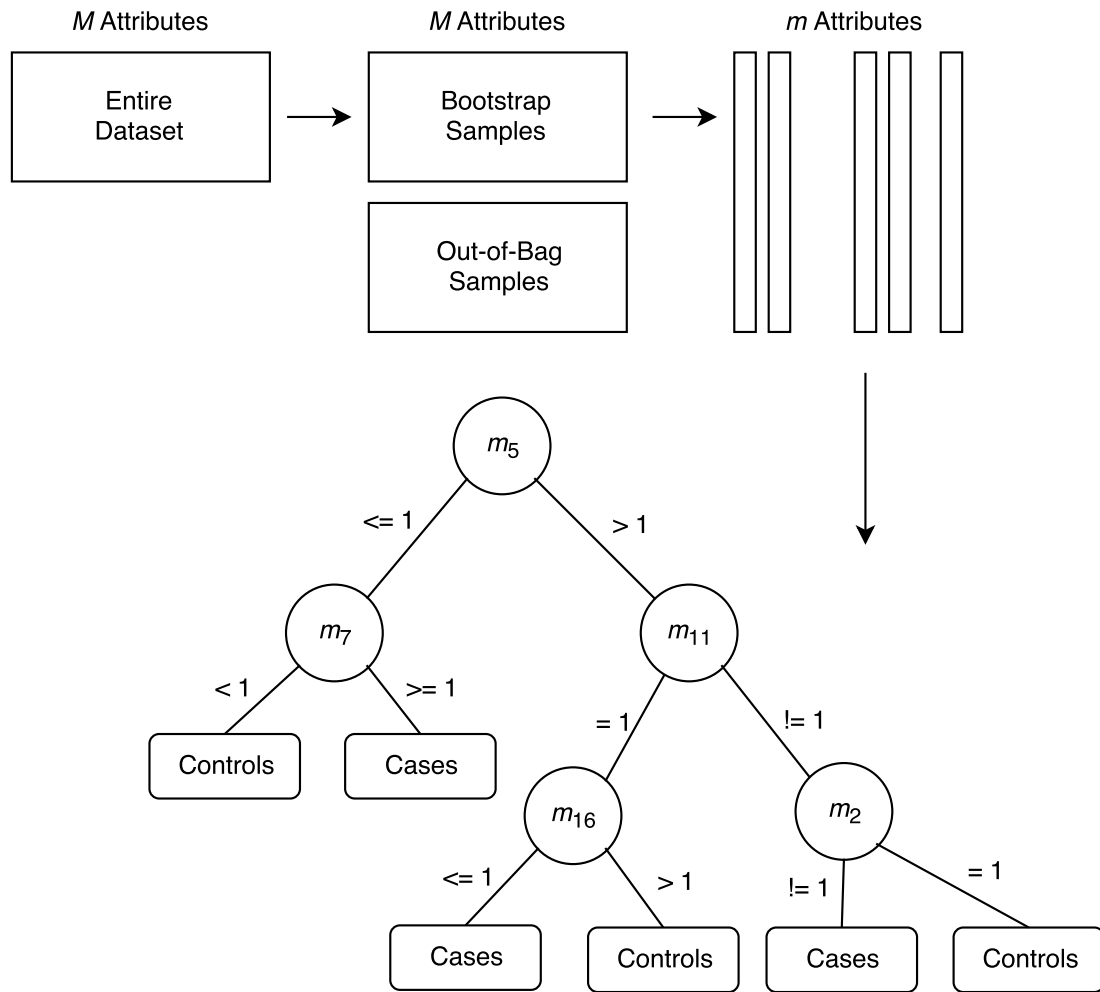 M Attributes
M Attributes
m Attributes
Entire
Dataset
Bootstrap
Samples
Out-of-Bag
Samples
m5
<= 1
> 1
m7
m11
< 1
>= 1
= 1
!= 1
Controls
Cases
m16
m2
<= 1
> 1
!= 1
= 1
Cases
Controls
Cases
Controls